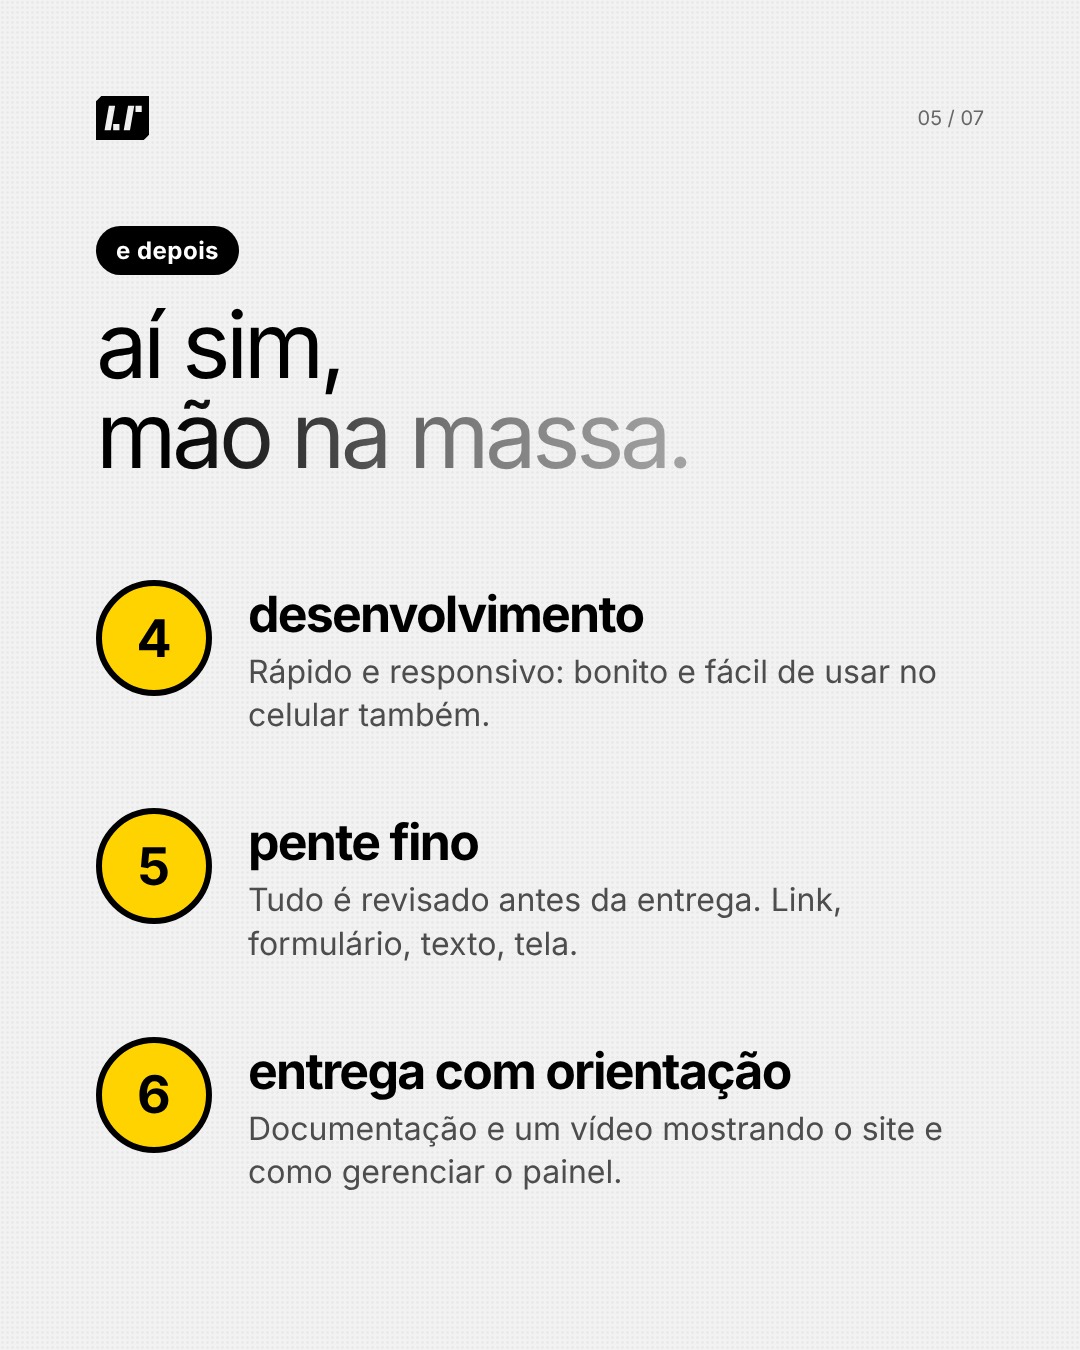 05 / 07
e depois
aí sim,
mão na massa.
4
desenvolvimento
Rápido e responsivo: bonito e fácil de usar no
celular também.
5
pente fino
Tudo é revisado antes da entrega. Link,
formulário, texto, tela.
6
entrega com orientação
Documentação e um vídeo mostrando o site e
como gerenciar o painel.